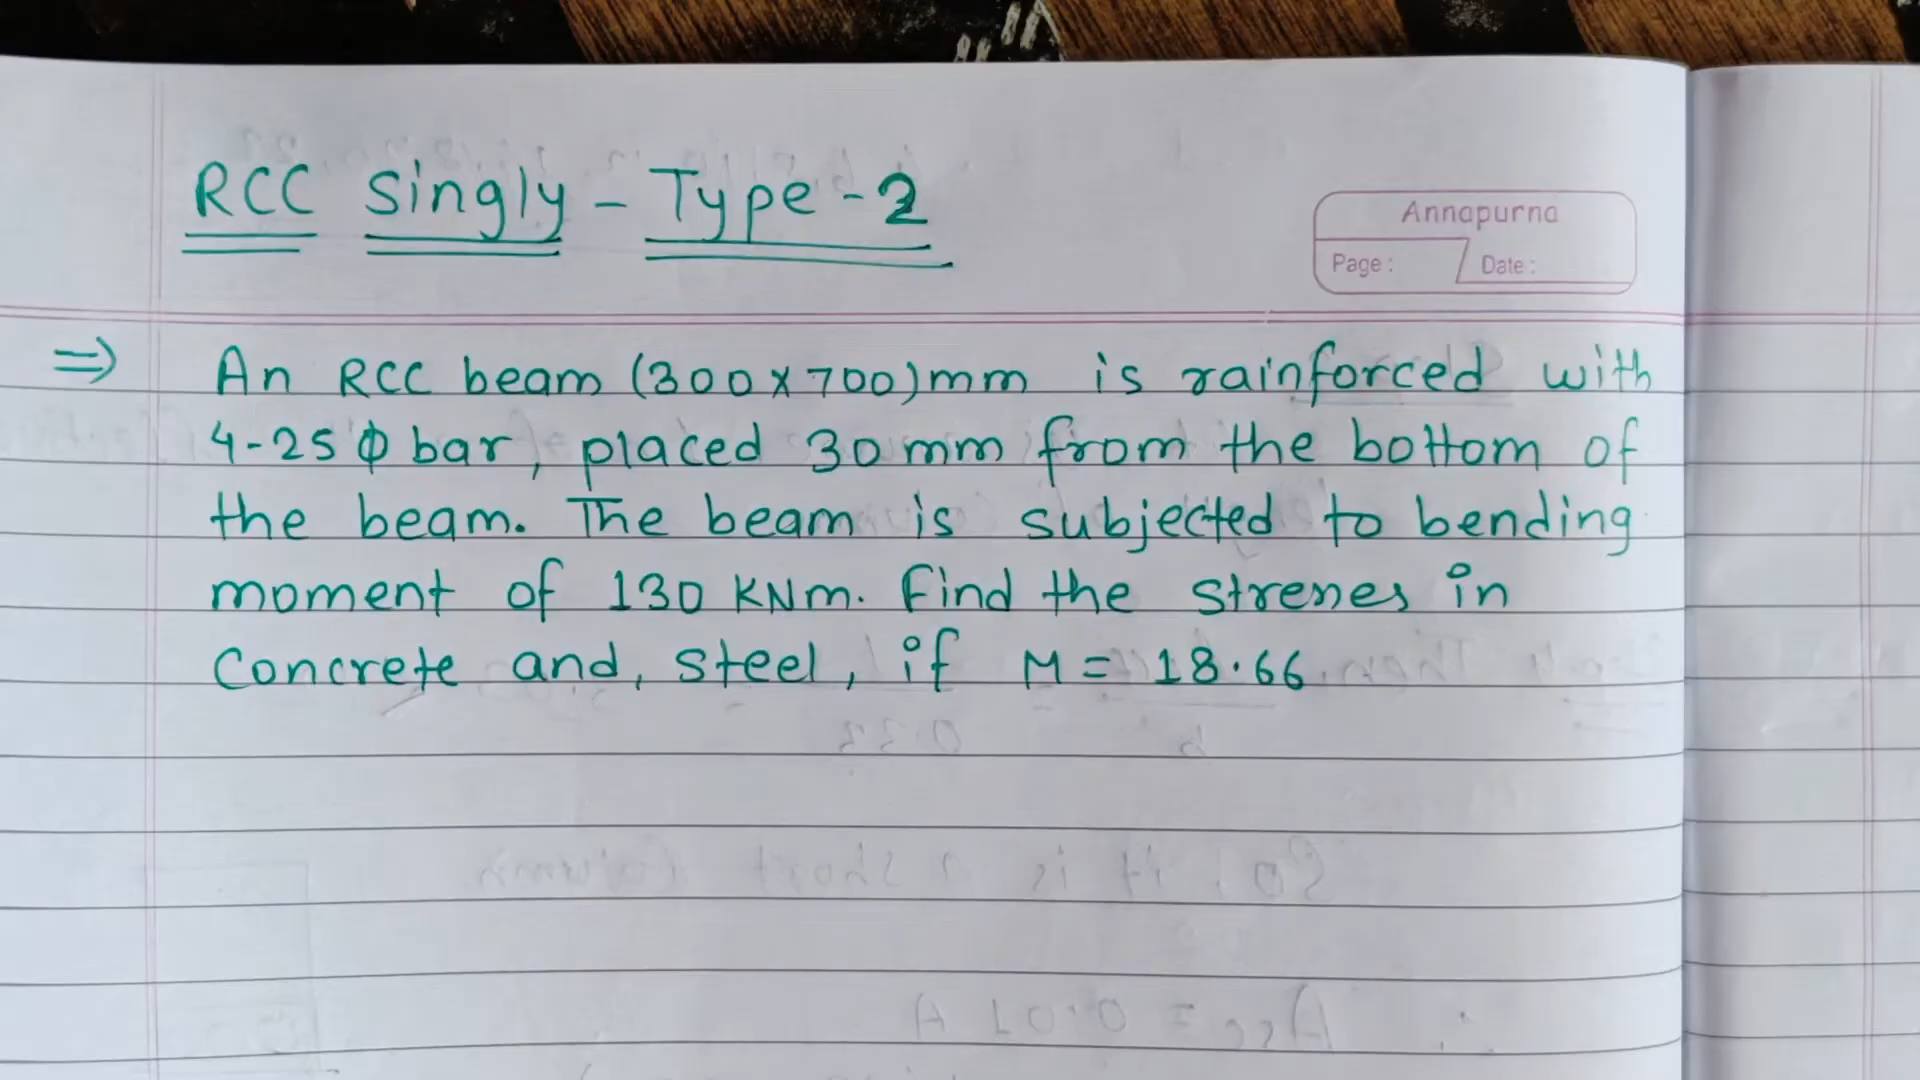 RCC Singly - Type - 2
Annapurna
Page : Date :
⇒ An RCC beam (300x700)mm is rainforced with
4-25 Φ bar, placed 30 mm from the bottom of
the beam. The beam is subjected to bending
moment of 130 KNm. Find the stresses in
Concrete and, steel, if M = 18.66